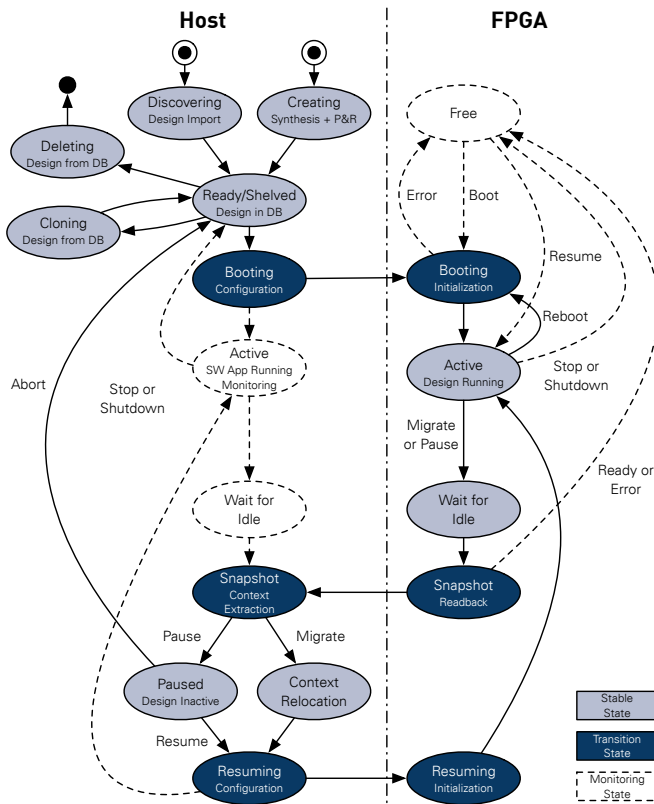 Host
FPGA
Discovering
Design Import
Creating
Synthesis + P&R
Free
Deleting
Design from DB
Ready/Shelved
Design in DB
Cloning
Design from DB
Error
Boot
Resume
Booting
Configuration
Booting
Initialization
Reboot
Active
SW App Running
Monitoring
Active
Design Running
Abort
Stop or
Shutdown
Stop or
Shutdown
Migrate
or Pause
Ready or
Error
Wait for
Idle
Wait for
Idle
Snapshot
Context
Extraction
Snapshot
Readback
Pause
Migrate
Paused
Design Inactive
Context
Relocation
Resume
Resuming
Configuration
Resuming
Initialization
Stable
State
Transition
State
Monitoring
State